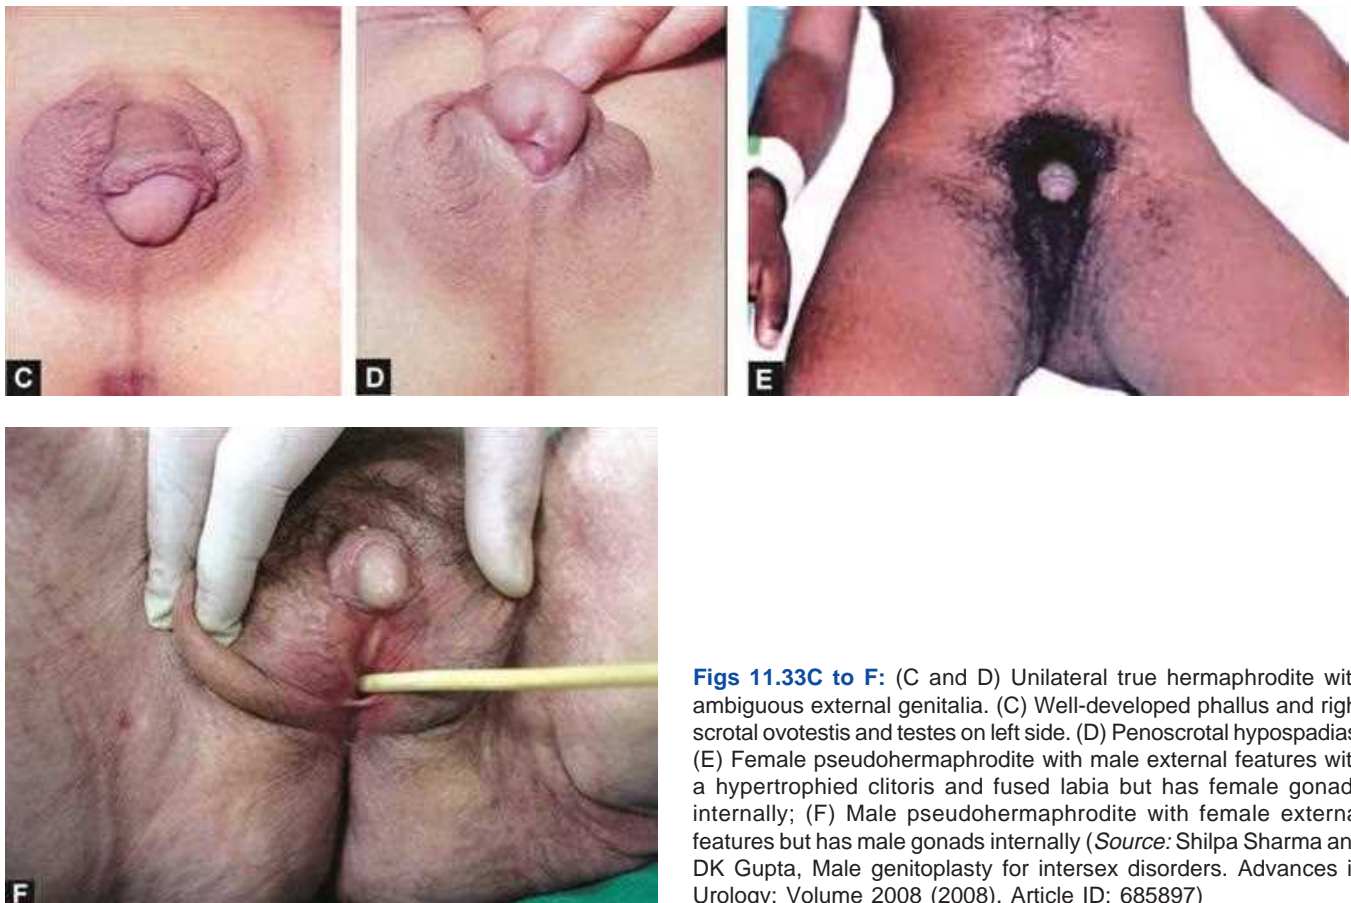 C
D
E
F
Figs 11.33C to F: (C and D) Unilateral true hermaphrodite wit
ambiguous external genitalia. (C) Well-developed phallus and righ
scrotal ovotestis and testes on left side. (D) Penoscrotal hypospadias
(E) Female pseudohermaphrodite with male external features wit
a hypertrophied clitoris and fused labia but has female gonad
internally; (F) Male pseudohermaphrodite with female externa
features but has male gonads internally (Source: Shilpa Sharma an
DK Gupta, Male genitoplasty for intersex disorders. Advances i
Urology: Volume 2008 (2008), Article ID: 685897)